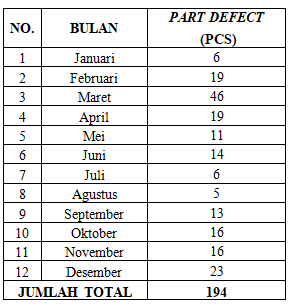 NO. BULAN PART DEFECT (PCS)
1 Januari 6
2 Februari 19
3 Maret 46
4 April 19
5 Mei 11
6 Juni 14
7 Juli 6
8 Agustus 5
9 September 13
10 Oktober 16
11 November 16
12 Desember 23
JUMLAH TOTAL 194